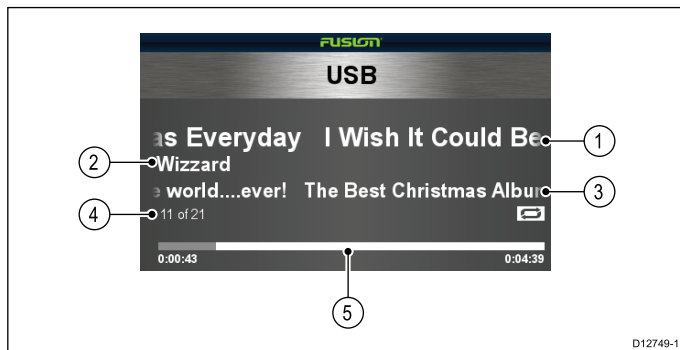 FUSION
USB
as Everyday I Wish It Could Be
1
2
Wizzard
e world....ever! The Best Christmas Albur
3
4
11 of 21
0:00:43
0:04:39
5
D12749-1